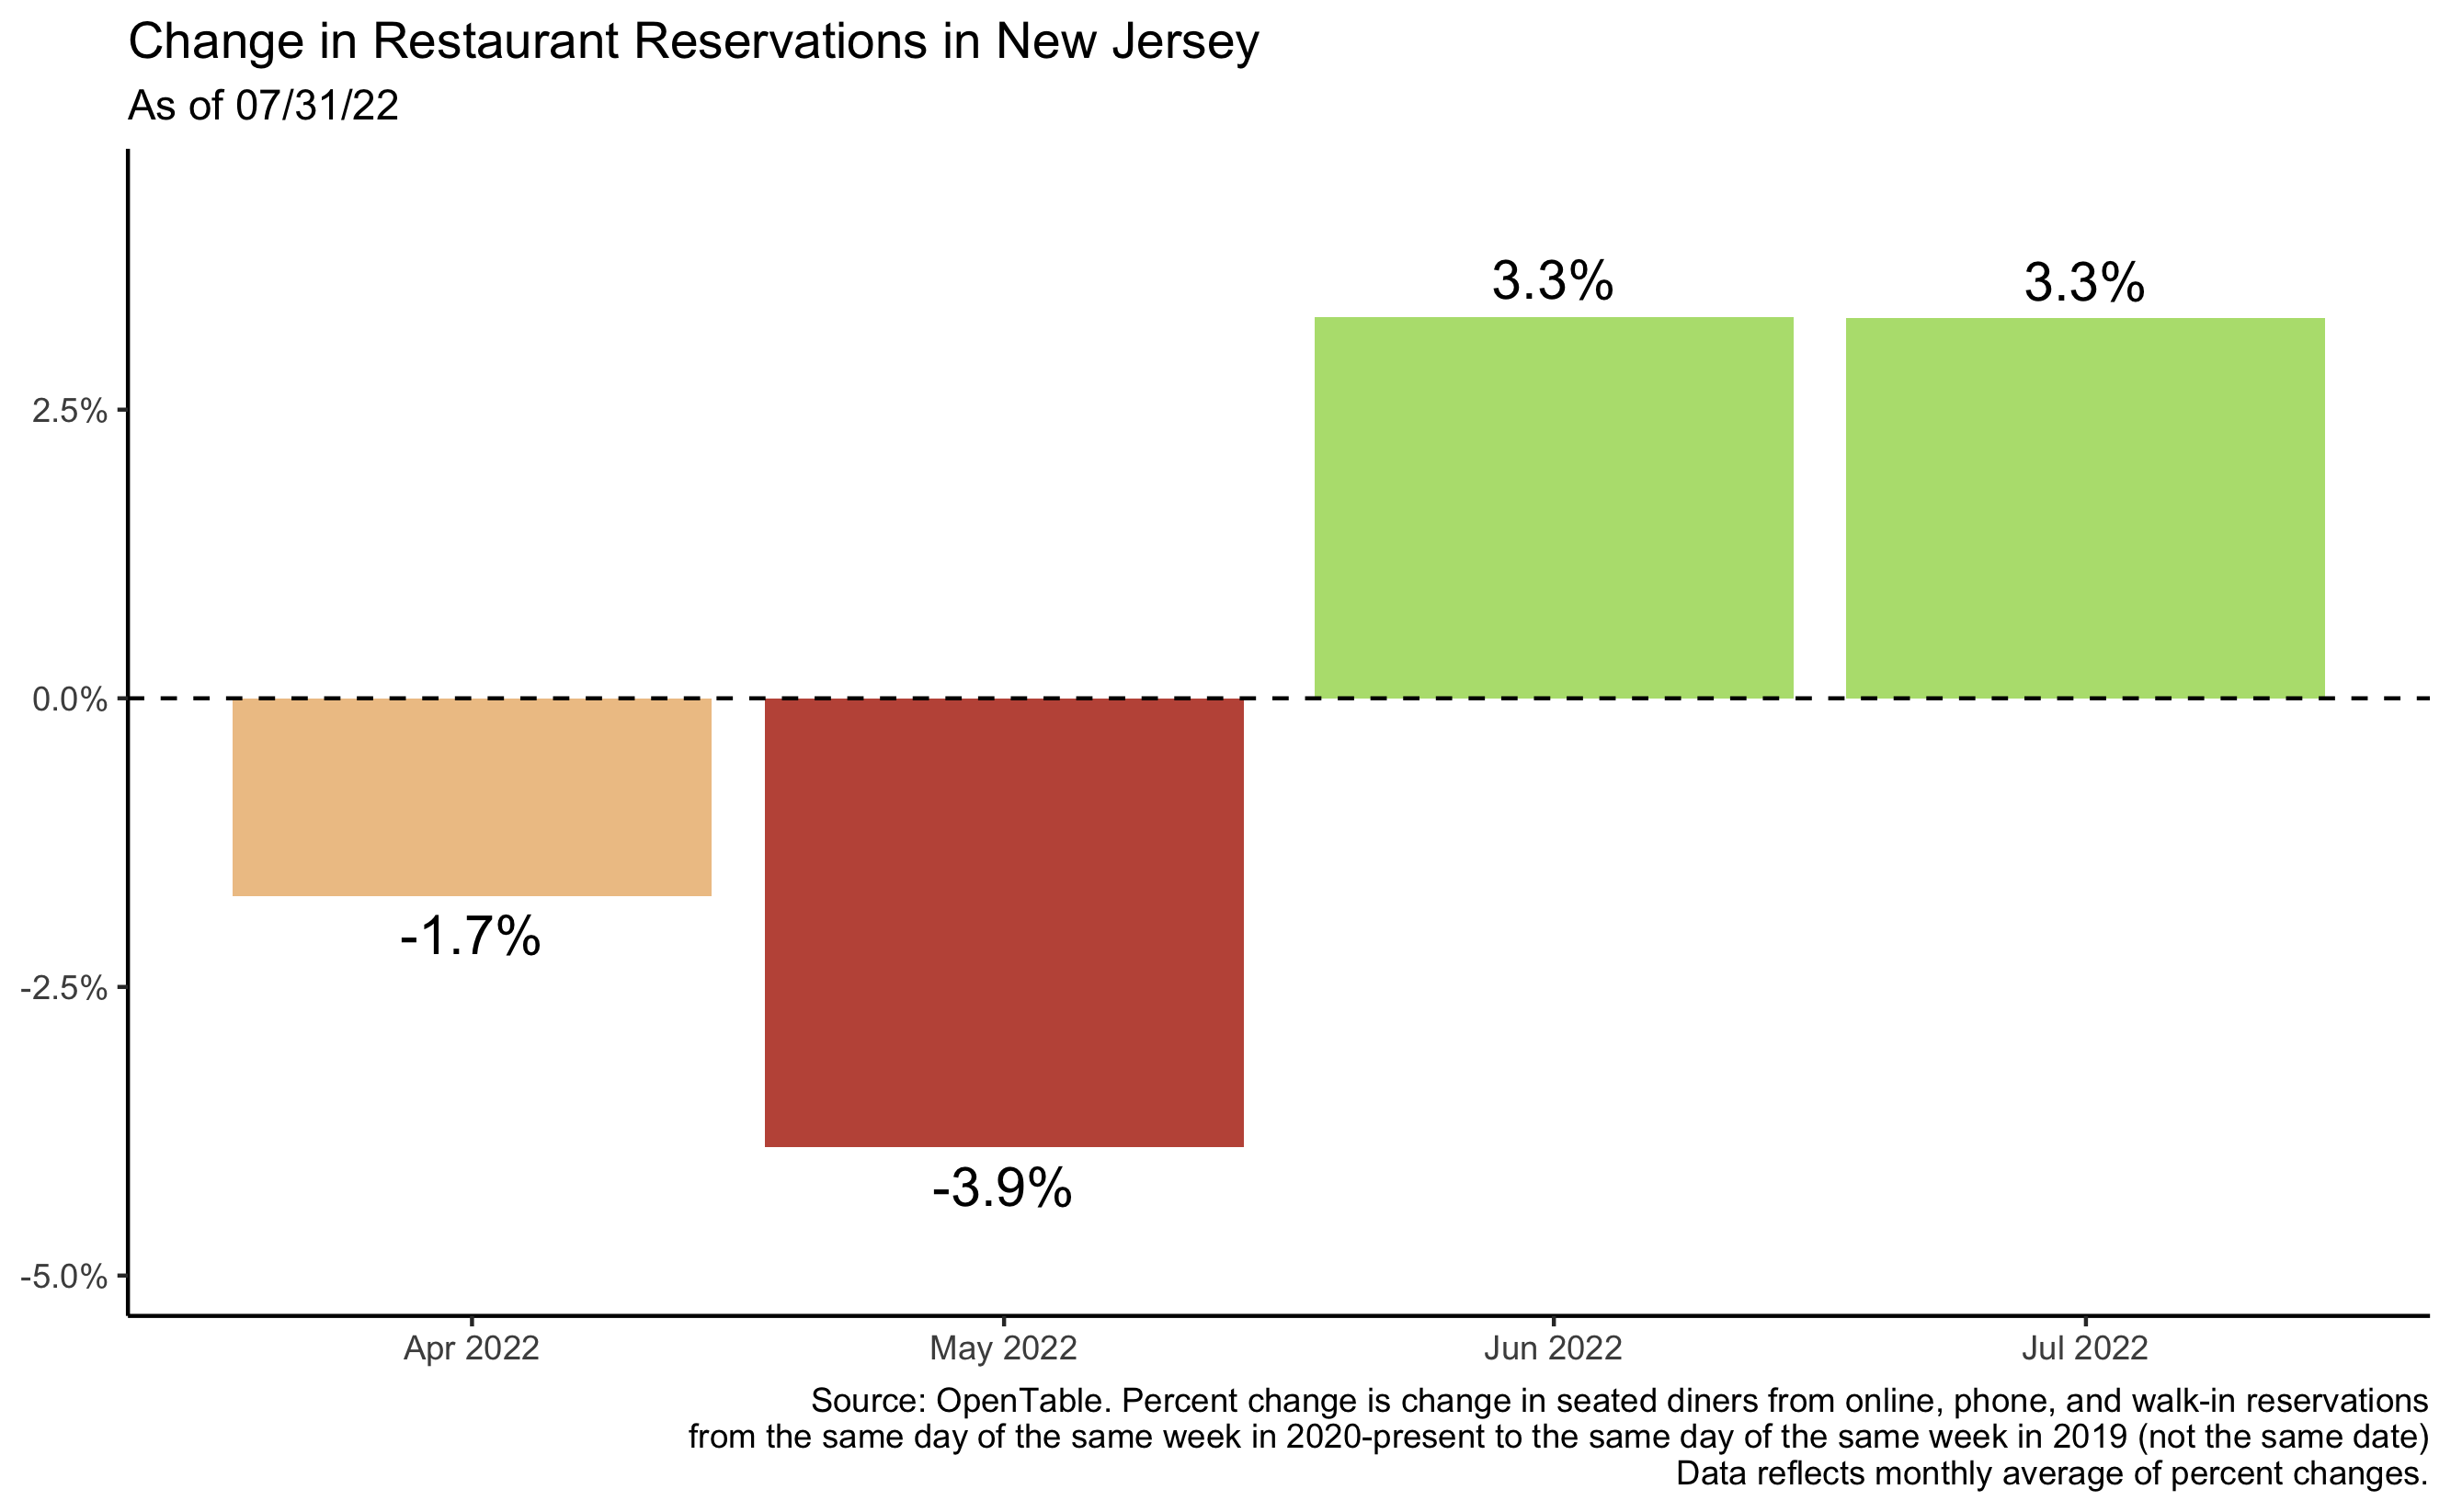 Change in Restaurant Reservations in New Jersey
As of 07/31/22
3.3%
3.3%
2.5%
0.0%
-1.7%
-2.5%
-3.9%
-5.0%
Apr 2022
May 2022
Jun 2022
Jul 2022
Source: OpenTable. Percent change is change in seated diners from online, phone, and walk-in reservations
from the same day of the same week in 2020-present to the same day of the same week in 2019 (not the same date)
Data reflects monthly average of percent changes.